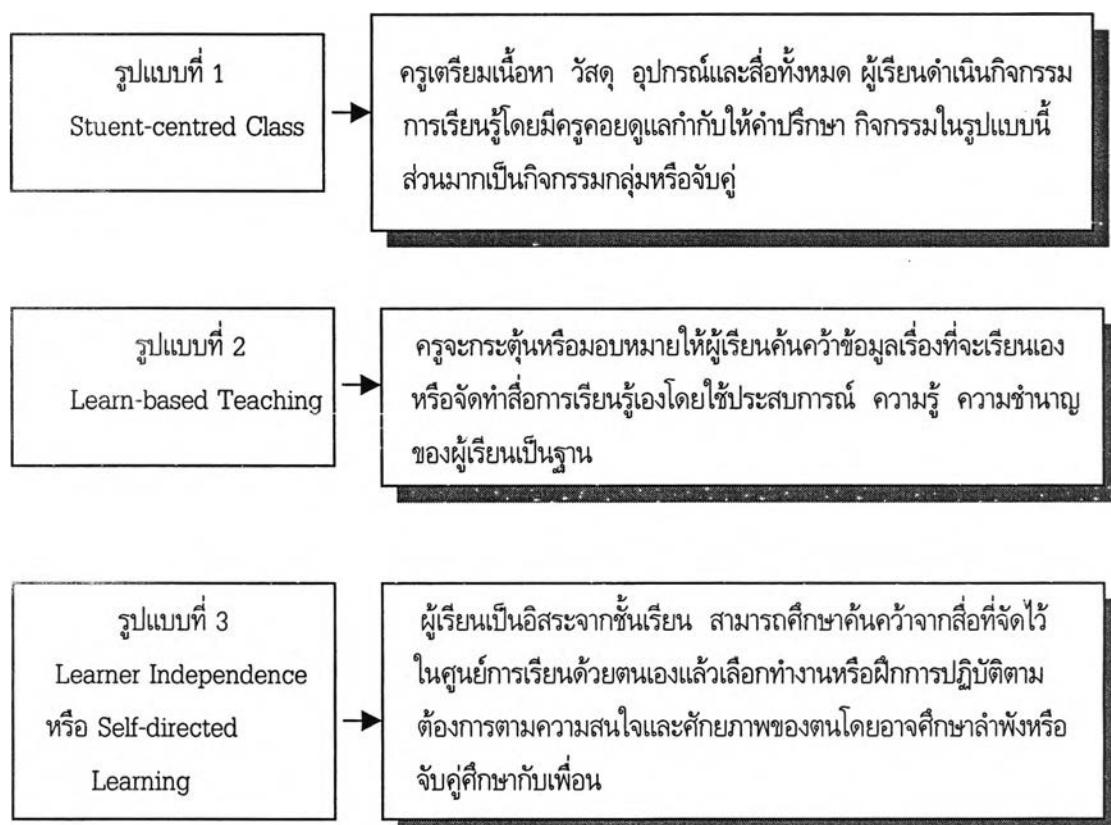 รูปแบบที่ 1
Stuent-centred Class
ครูเตรียมเนื้อหา วัสดุ อุปกรณ์และสื่อทั้งหมด ผู้เรียนดำเนินกิจกรรม
การเรียนรู้โดยมีครูคอยดูแลกำกับให้คำปรึกษา กิจกรรมในรูปแบบนี้
ส่วนมากเป็นกิจกรรมกลุ่มหรือจับคู่
รูปแบบที่ 2
Learn-based Teaching
ครูจะกระตุ้นหรือมอบหมายให้ผู้เรียนค้นคว้าข้อมูลเรื่องที่จะเรียนเอง
หรือจัดทำสื่อการเรียนรู้เองโดยใช้ประสบการณ์ ความรู้ ความชำนาญ
ของผู้เรียนเป็นฐาน
รูปแบบที่ 3
Learner Independence
หรือ Self-directed
Learning
ผู้เรียนเป็นอิสระจากชั้นเรียน สามารถศึกษาค้นคว้าจากสื่อที่จัดไว้
ในศูนย์การเรียนด้วยตนเองแล้วเลือกทำงานหรือฝึกการปฏิบัติตาม
ต้องการตามความสนใจและศักยภาพของตนโดยอาจศึกษาลำพังหรือ
จับคู่ศึกษากับเพื่อน